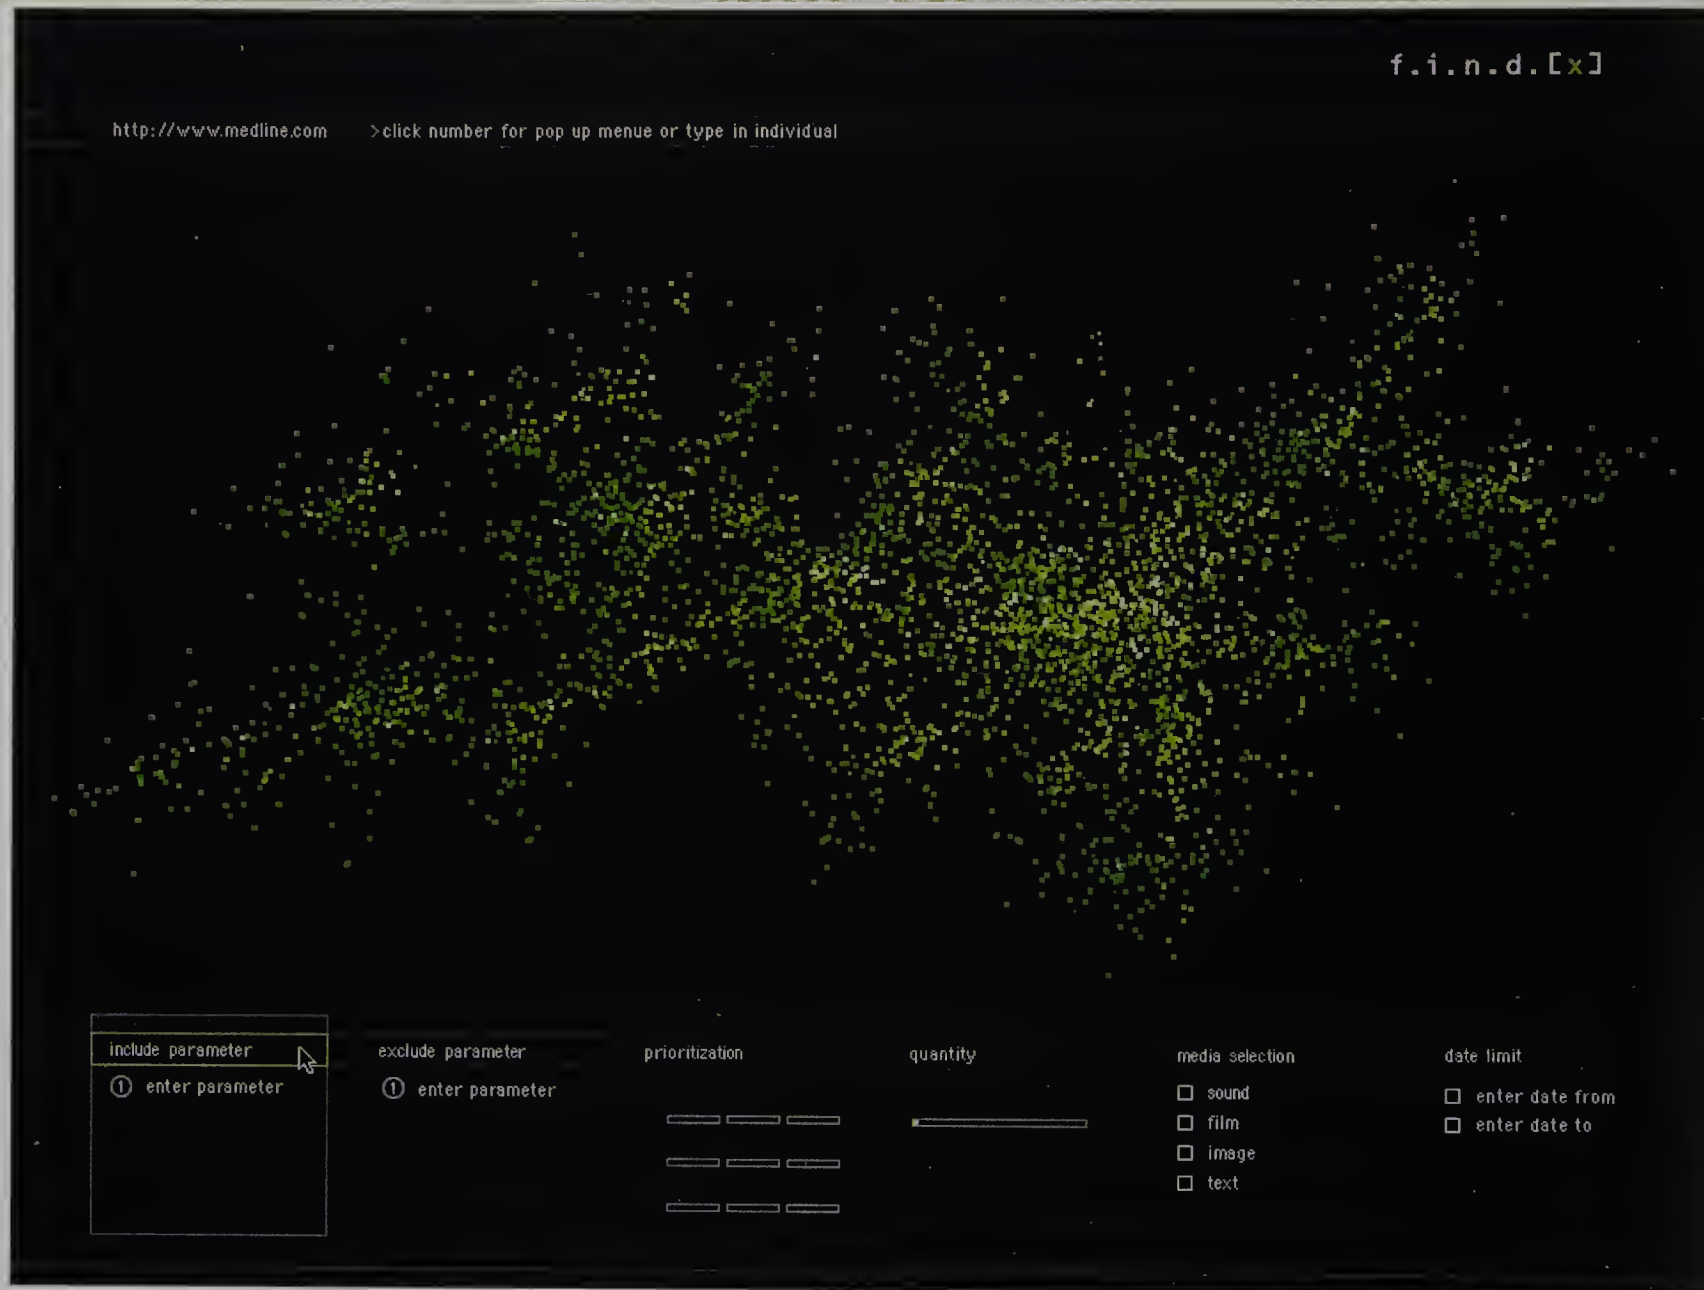 f.i.n.d.[x]
http://www.medline.com >click number for pop up menue or type in individual
include parameter
1 enter parameter
exclude parameter
1 enter parameter
prioritization
quantity
media selection
sound
film
image
text
date limit
enter date from
enter date to